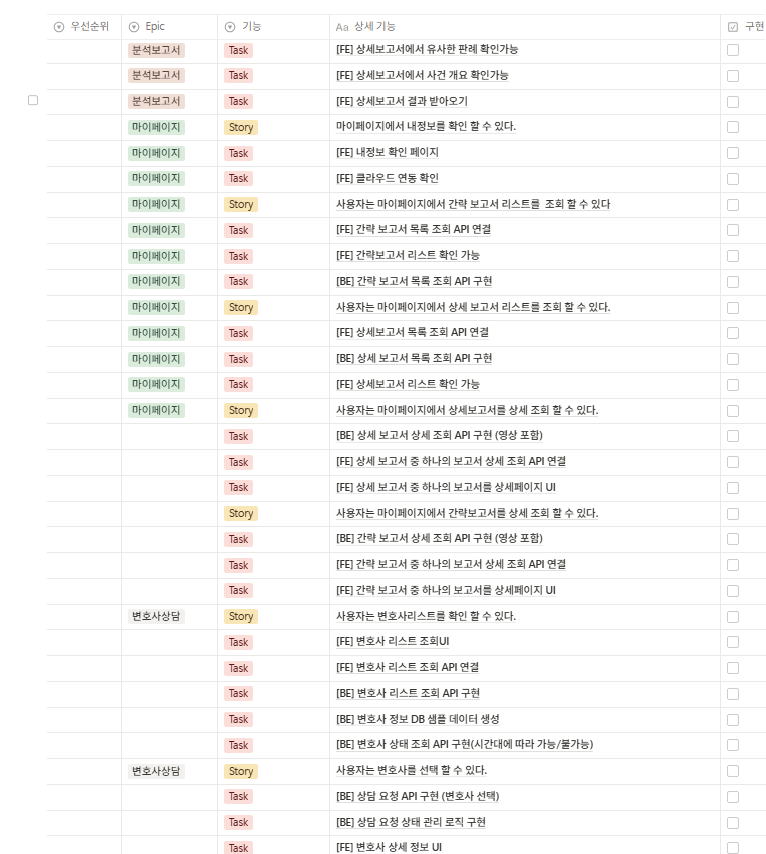 우선순위 Epic 기능 Aa 상세 기능 구현
분석보고서 Task [FE] 상세보고서에서 유사한 판례 확인가능
분석보고서 Task [FE] 상세보고서에서 사건 개요 확인가능
분석보고서 Task [FE] 상세보고서 결과 받아오기
마이페이지 Story 마이페이지에서 내정보를 확인 할 수 있다.
마이페이지 Task [FE] 내정보 확인 페이지
마이페이지 Task [FE] 클라우드 연동 확인
마이페이지 Story 사용자는 마이페이지에서 간략 보고서 리스트를 조회 할 수 있다
마이페이지 Task [FE] 간략 보고서 목록 조회 API 연결
마이페이지 Task [FE] 간략보고서 리스트 확인 가능
마이페이지 Task [BE] 간략 보고서 목록 조회 API 구현
마이페이지 Story 사용자는 마이페이지에서 상세 보고서 리스트를 조회 할 수 있다.
마이페이지 Task [FE] 상세보고서 목록 조회 API 연결
마이페이지 Task [BE] 상세 보고서 목록 조회 API 구현
마이페이지 Task [FE] 상세보고서 리스트 확인 가능
마이페이지 Story 사용자는 마이페이지에서 상세보고서를 상세 조회 할 수 있다.
Task [BE] 상세 보고서 상세 조회 API 구현 (영상 포함)
Task [FE] 상세 보고서 중 하나의 보고서 상세 조회 API 연결
Task [FE] 상세 보고서 중 하나의 보고서를 상세페이지 UI
Story 사용자는 마이페이지에서 간략보고서를 상세 조회 할 수 있다.
Task [BE] 간략 보고서 상세 조회 API 구현 (영상 포함)
Task [FE] 간략 보고서 중 하나의 보고서 상세 조회 API 연결
Task [FE] 간략 보고서 중 하나의 보고서를 상세페이지 UI
변호사상담 Story 사용자는 변호사리스트를 확인 할 수 있다.
Task [FE] 변호사 리스트 조회UI
Task [FE] 변호사 리스트 조회 API 연결
Task [BE] 변호사 리스트 조회 API 구현
Task [BE] 변호사 정보 DB 샘플 데이터 생성
Task [BE] 변호사 상태 조회 API 구현(시간대에 따라 가능/불가능)
변호사상담 Story 사용자는 변호사를 선택 할 수 있다.
Task [BE] 상담 요청 API 구현 (변호사 선택)
Task [BE] 상담 요청 상태 관리 로직 구현
Task [FE] 변호사 상세 정보 UI